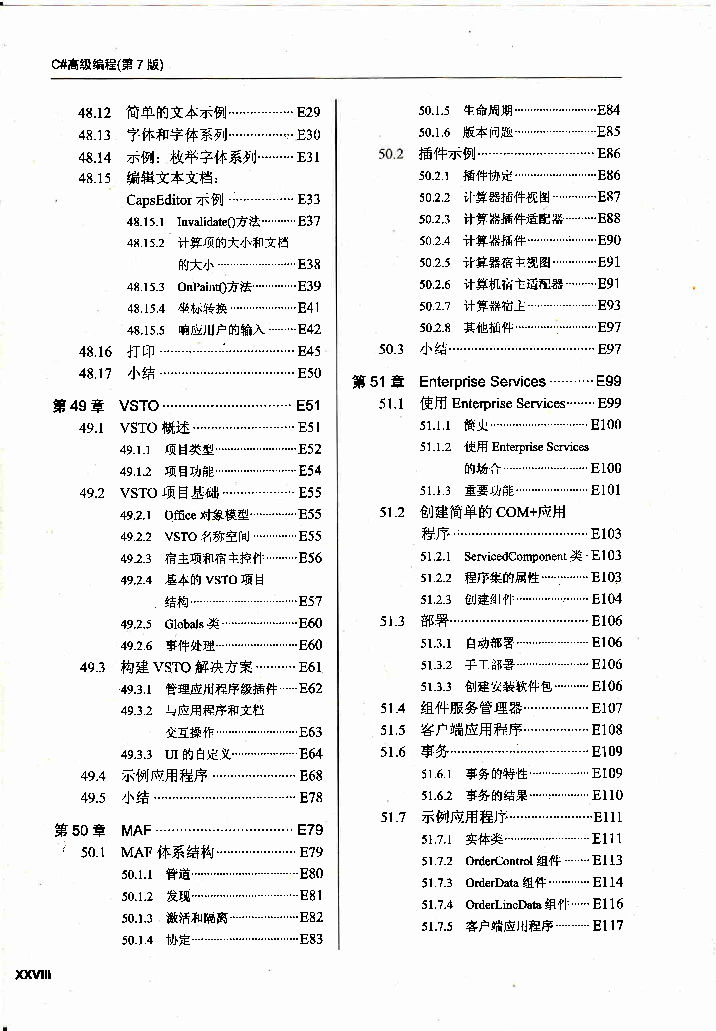 C#高级编程(第 7 版)
48.12 简单的文本示例 ················ E29
48.13 字体和字体系列 ················ E30
48.14 示例：枚举字体系列 ········· E31
48.15 编辑文本文档：
CapsEditor 示例 ················ E33
48.15.1 Invalidate()方法 ··········· E37
48.15.2 计算项的大小和文档
的大小 ························ E38
48.15.3 OnPaint()方法 ············· E39
48.15.4 坐标转换 ··················· E41
48.15.5 响应用户的输入 ········ E42
48.16 打印 ································· E45
48.17 小结 ································· E50
第 49 章 VSTO ····························· E51
49.1 VSTO 概述 ························· E51
49.1.1 项目类型 ························ E52
49.1.2 项目功能 ························ E54
49.2 VSTO 项目基础 ·················· E55
49.2.1 Office 对象模型 ············· E55
49.2.2 VSTO 名称空间 ············· E55
49.2.3 宿主项和宿主控件 ········· E56
49.2.4 基本的 VSTO 项目
结构 ······························· E57
49.2.5 Globals 类 ······················ E60
49.2.6 事件处理 ························ E60
49.3 构建 VSTO 解决方案 ·········· E61
49.3.1 管理应用程序级插件 ····· E62
49.3.2 与应用程序和文档
交互操作 ························ E63
49.3.3 UI 的自定义 ··················· E64
49.4 示例应用程序 ····················· E68
49.5 小结 ··································· E78
第 50 章 MAF ······························· E79
50.1 MAF 体系结构 ···················· E79
50.1.1 管道 ······························· E80
50.1.2 发现 ······························· E81
50.1.3 激活和隔离 ····················· E82
50.1.4 协定 ······························· E83
50.1.5 生命周期 ························ E84
50.1.6 版本问题 ························ E85
50.2 插件示例 ···························· E86
50.2.1 插件协定 ························ E86
50.2.2 计算器插件视图 ············· E87
50.2.3 计算器插件适配器 ········· E88
50.2.4 计算器插件 ····················· E90
50.2.5 计算器宿主视图 ············· E91
50.2.6 计算机宿主适配器 ········· E91
50.2.7 计算器宿主 ····················· E93
50.2.8 其他插件 ························ E97
50.3 小结 ··································· E97
第 51 章 Enterprise Services ·········· E99
51.1 使用 Enterprise Services ······· E99
51.1.1 简史 ···························· E100
51.1.2 使用 Enterprise Services
的场合 ························ E100
51.1.3 重要功能 ····················· E101
51.2 创建简单的 COM+应用
程序 ································ E103
51.2.1 ServicedComponent 类 · E103
51.2.2 程序集的属性 ·············· E103
51.2.3 创建组件 ····················· E104
51.3 部署 ································· E106
51.3.1 自动部署 ····················· E106
51.3.2 手工部署 ····················· E106
51.3.3 创建安装软件包 ·········· E106
51.4 组件服务管理器 ················ E107
51.5 客户端应用程序 ················ E108
51.6 事务 ································· E109
51.6.1 事务的特性 ················· E109
51.6.2 事务的结果 ················· E110
51.7 示例应用程序 ···················· E111
51.7.1 实体类 ························ E111
51.7.2 OrderControl 组件 ······· E113
51.7.3 OrderData 组件 ············ E114
51.7.4 OrderLineData 组件 ····· E116
51.7.5 客户端应用程序 ·········· E117
XXVIII